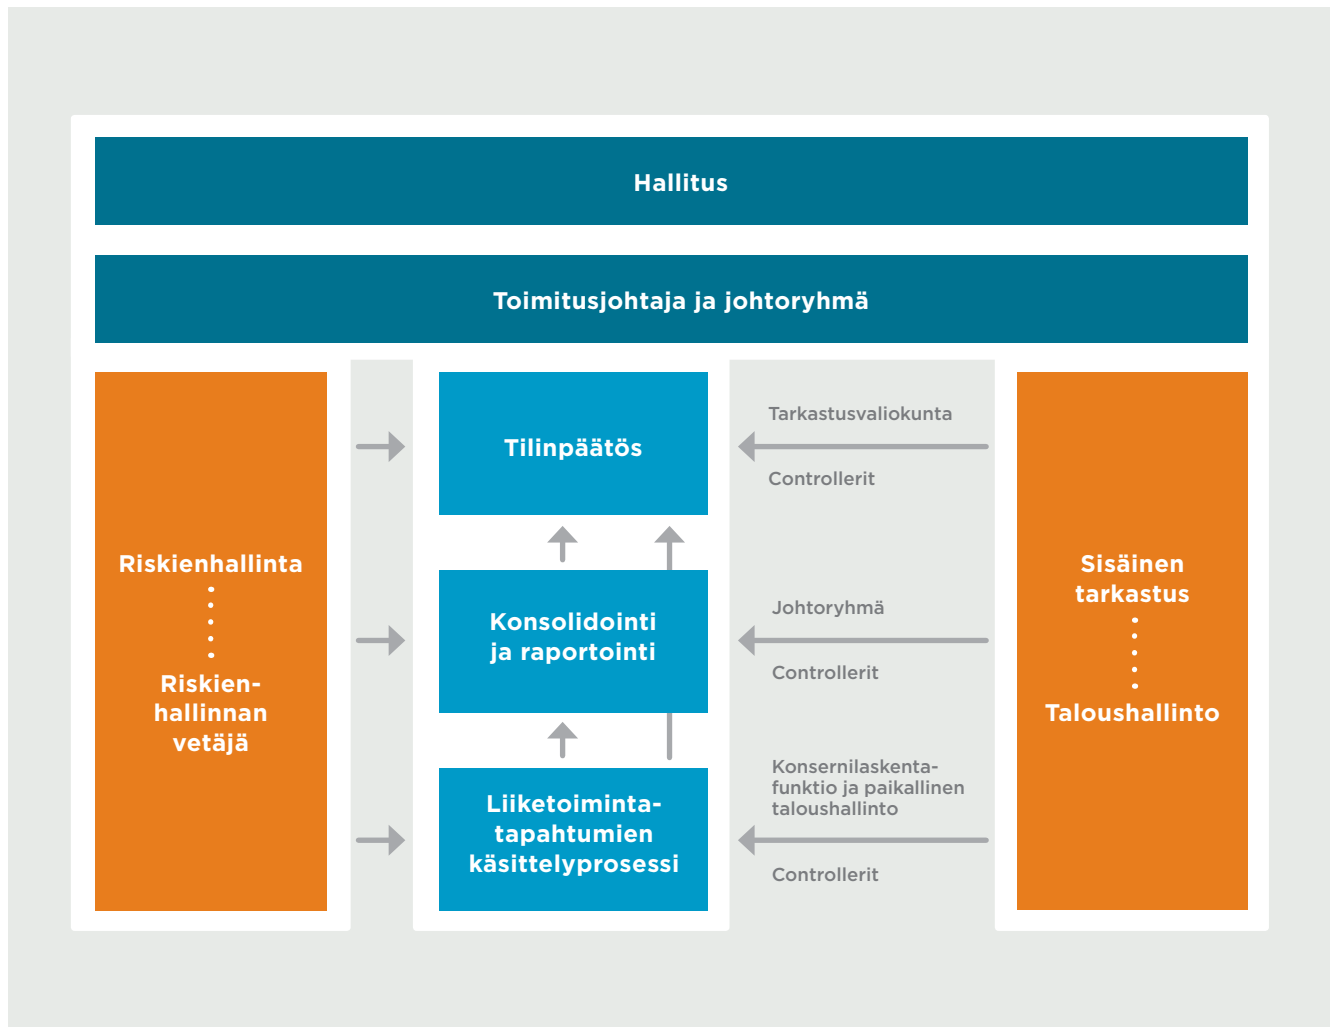 Hallitus
Toimitusjohtaja ja johtoryhmä
Riskienhallinta
Riskien-
hallinnan
vetäjä
Tilinpäätös
Konsolidointi
ja raportointi
Liiketoiminta-
tapahtumien
käsittelyprosessi
Tarkastusvaliokunta
Controllerit
Johtoryhmä
Controllerit
Konsernilaskenta-
funktio ja paikallinen
taloushallinto
Controllerit
Sisäinen
tarkastus
Taloushallinto